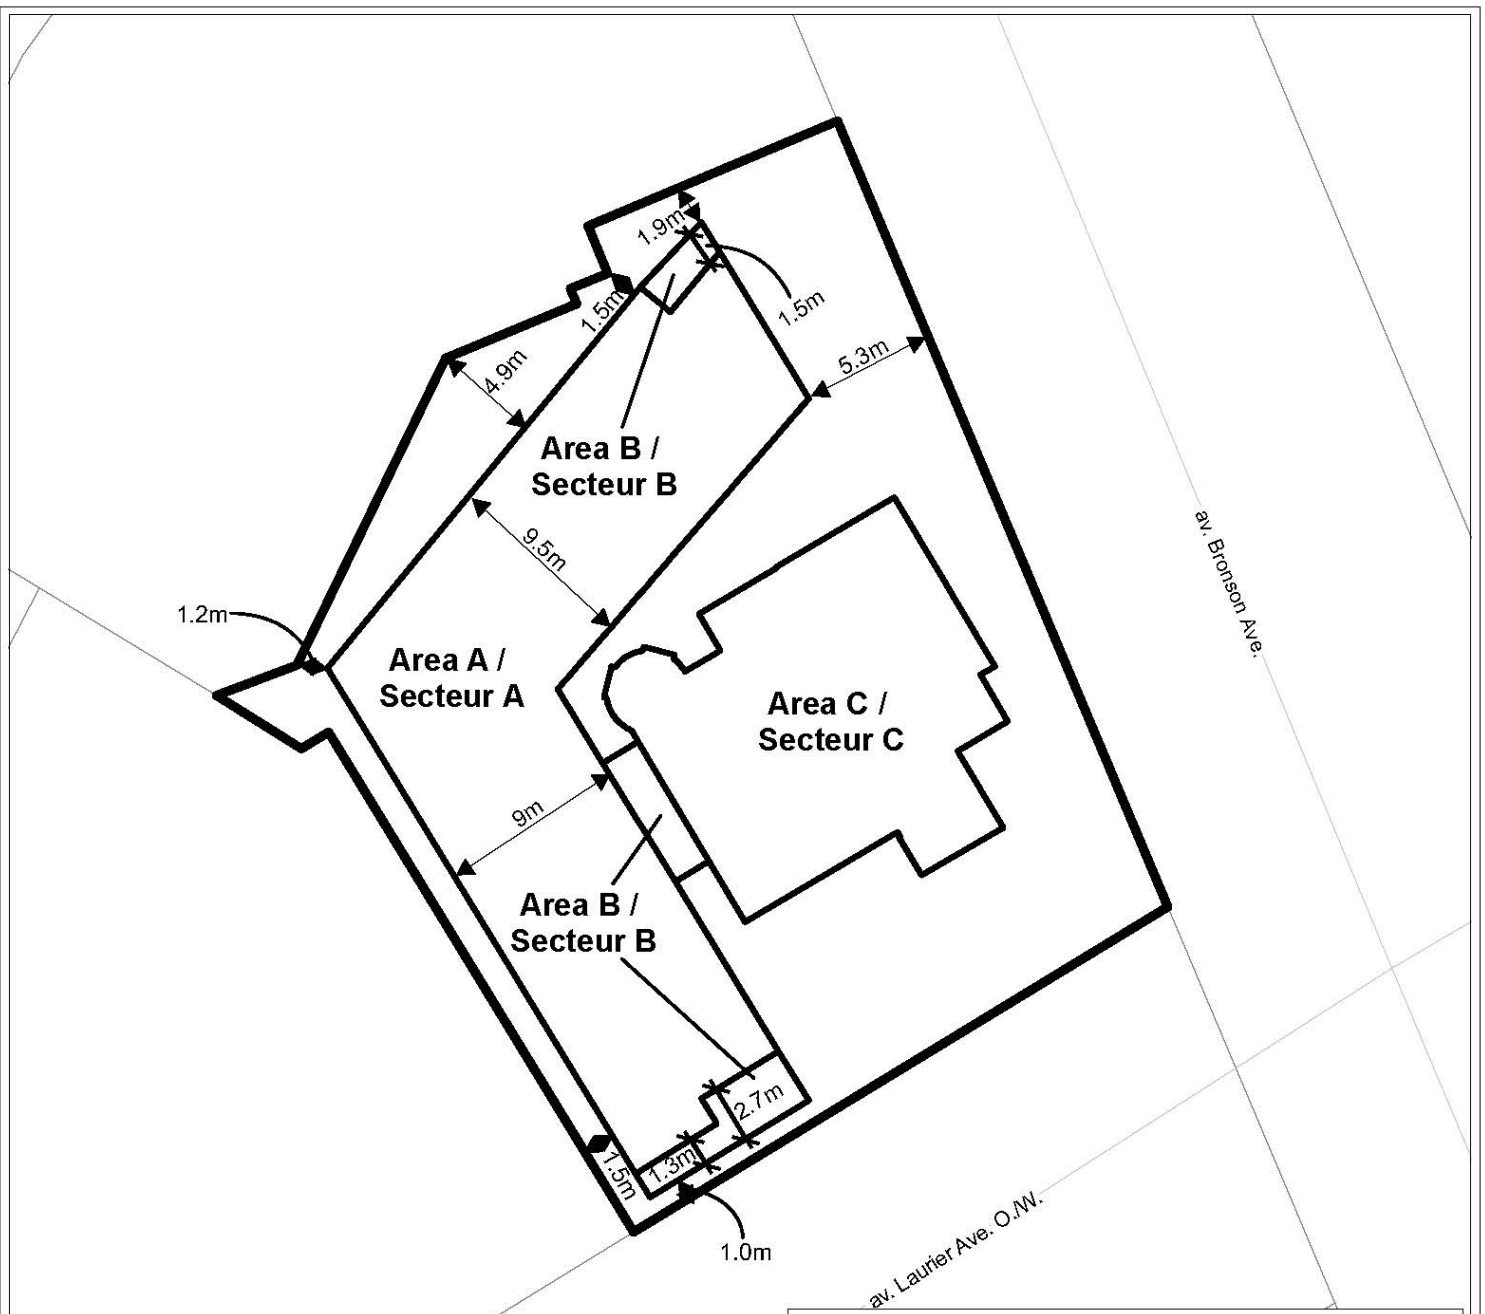 1.9m
1.5m
1.5m
5.3m
4.9m
Area B /
Secteur B
9.5m
av. Bronson Ave.
1.2m
Area A /
Secteur A
Area C /
Secteur C
9m
Area B /
Secteur B
2.7m
1.3m
1.5m
1.0m
av. Laurier Ave. O./W.